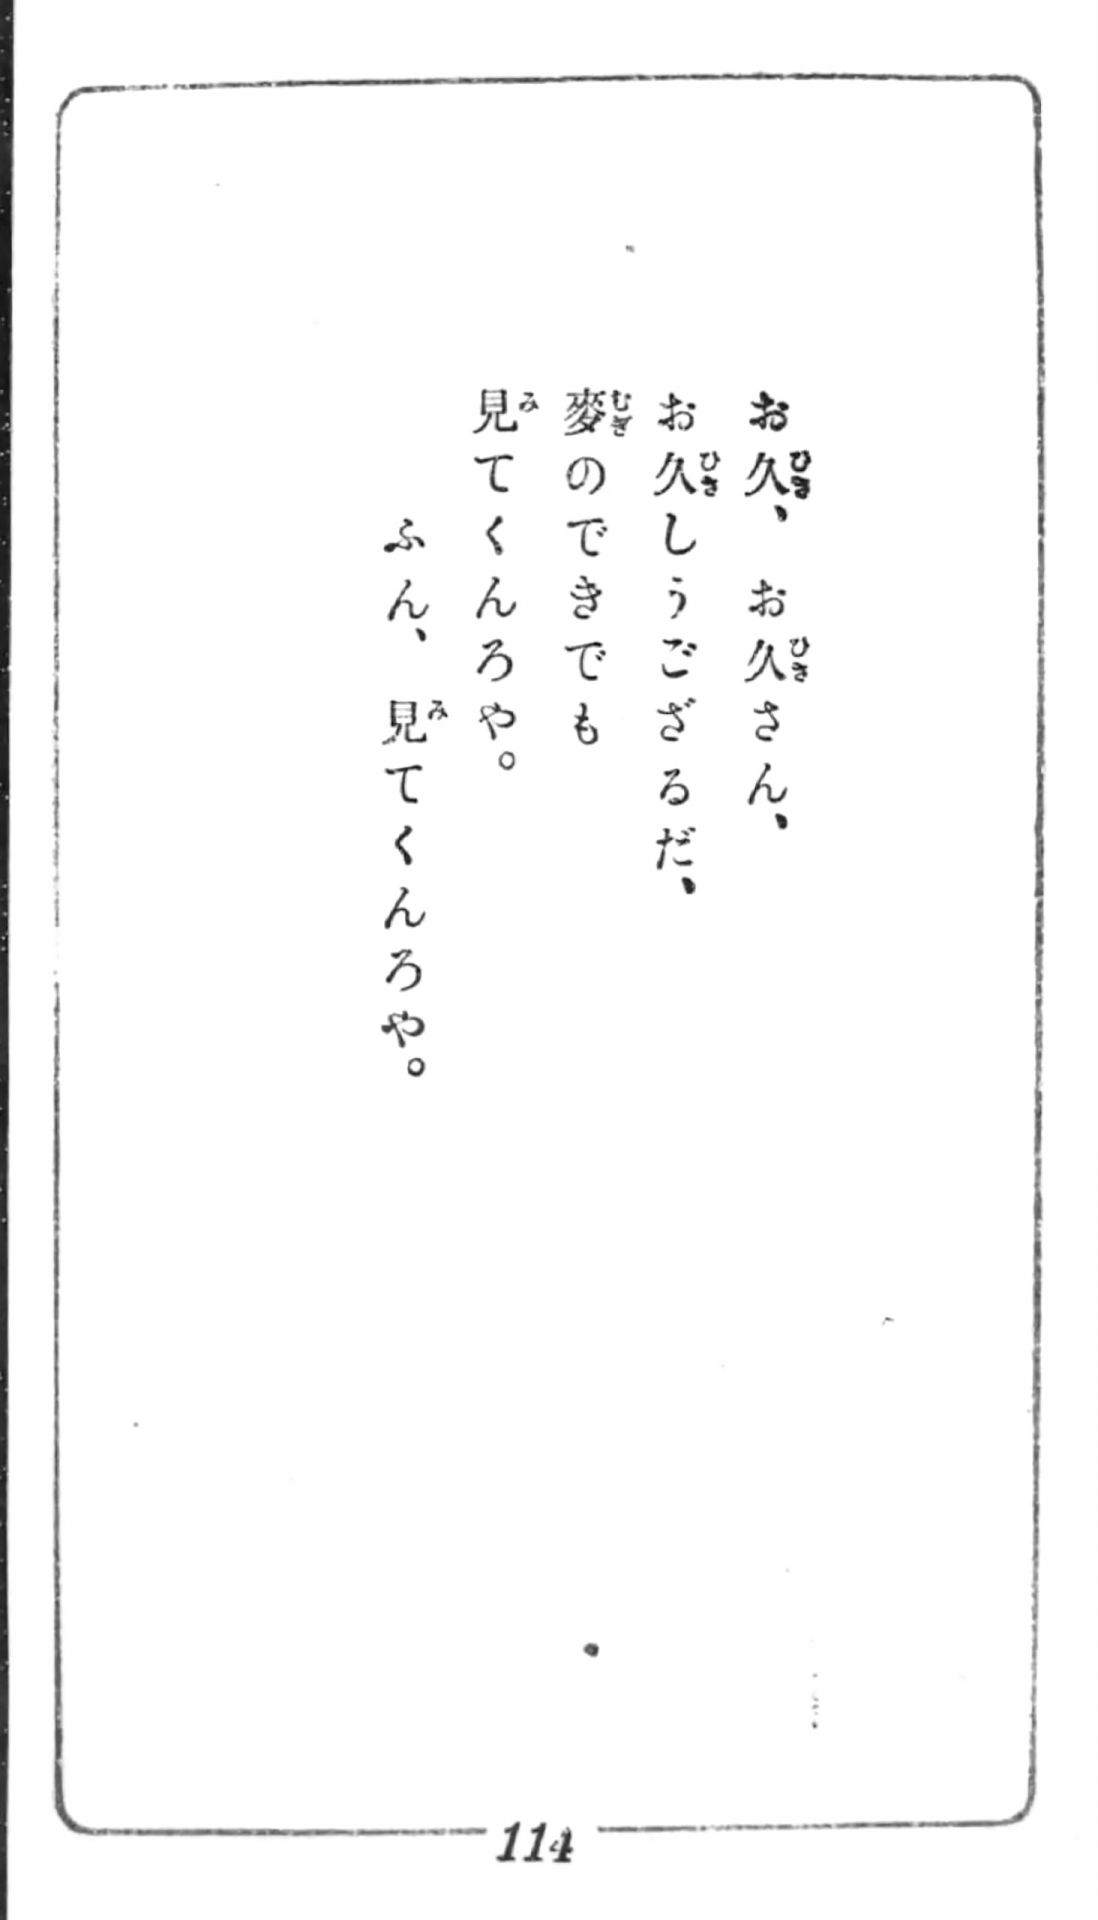 お久、お久さん、
お久しうござるだ、
麥のできでも
見てくんろや。
ふん、見てくんろや。
114